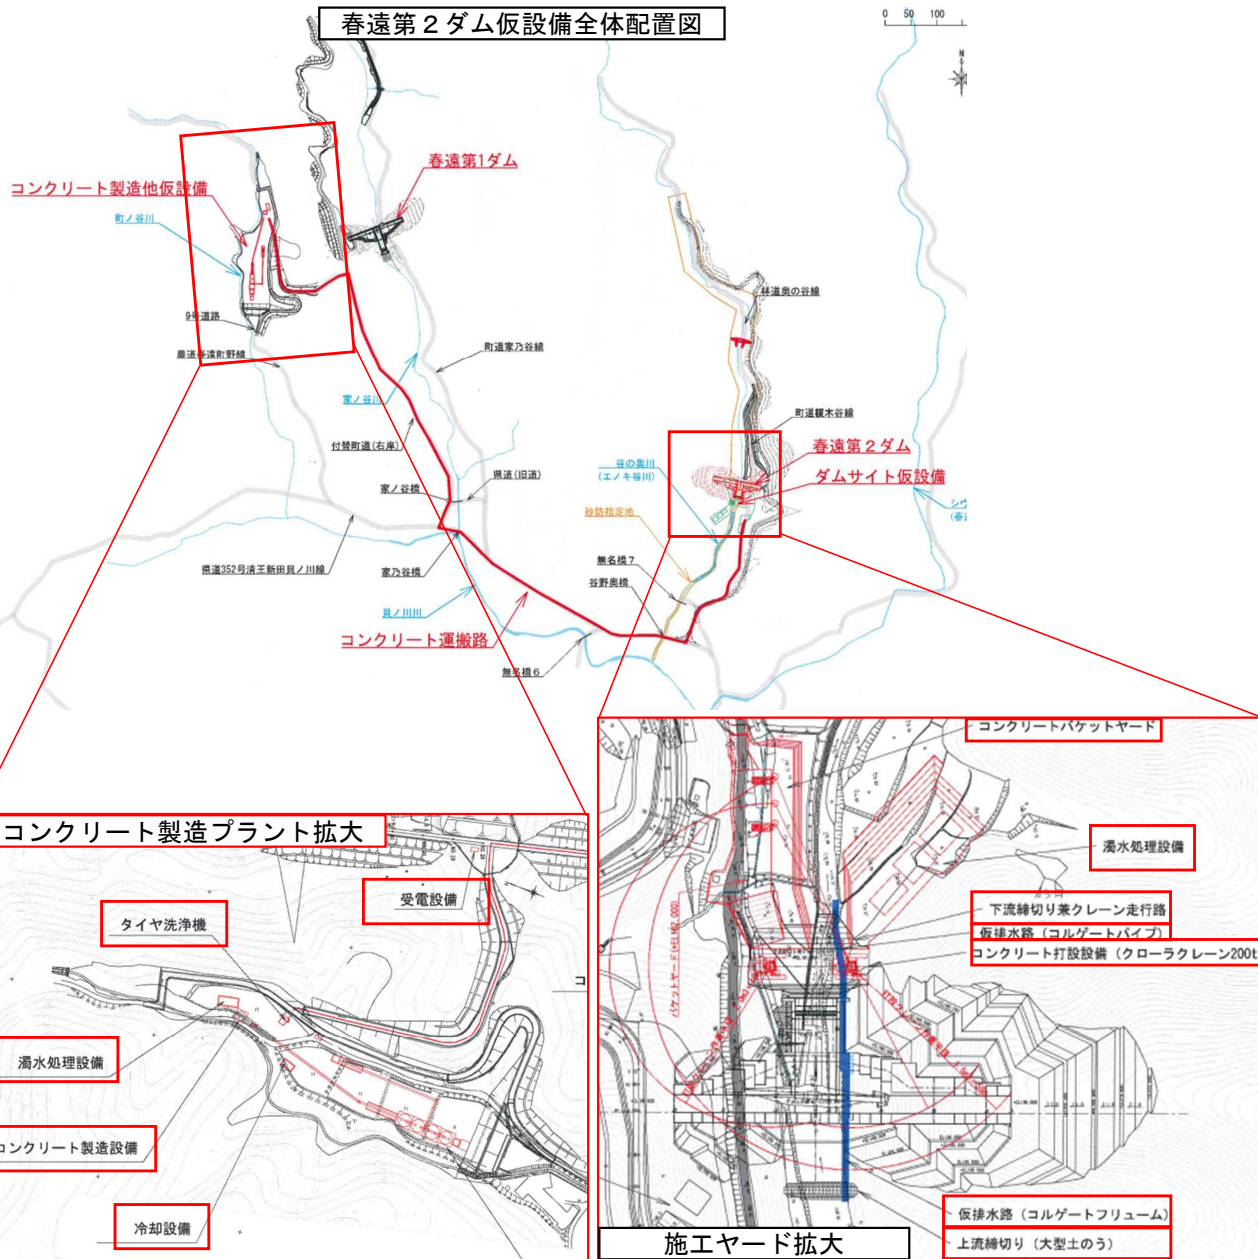 春遠第２ダム仮設備全体配置図
0 50 100
N
春遠第1ダム
コンクリート製造他仮設備
町ノ谷川
林道奥の谷線
9号道路
農道春遠町野線
町道家乃谷線
家ノ谷川
付替町道(右岸)
町道榎木谷線
春遠第２ダム
谷の奥川
(エノキ谷川)
ダムサイト仮設備
県道(旧道)
家ノ谷橋
砂防指定地
県道352号清王新田貝ノ川線
家乃谷橋
無名橋７
谷野奥橋
貝ノ川川
コンクリート運搬路
無名橋６
コンクリートバケットヤード
コンクリート製造プラント拡大
濁水処理設備
受電設備
タイヤ洗浄機
下流締切り兼クレーン走行路
仮排水路（コルゲートパイプ）
コンクリート打設設備（クローラクレーン200t
濁水処理設備
コンクリート製造設備
冷却設備
仮排水路（コルゲートフリューム）
上流締切り（大型土のう）
施工ヤード拡大